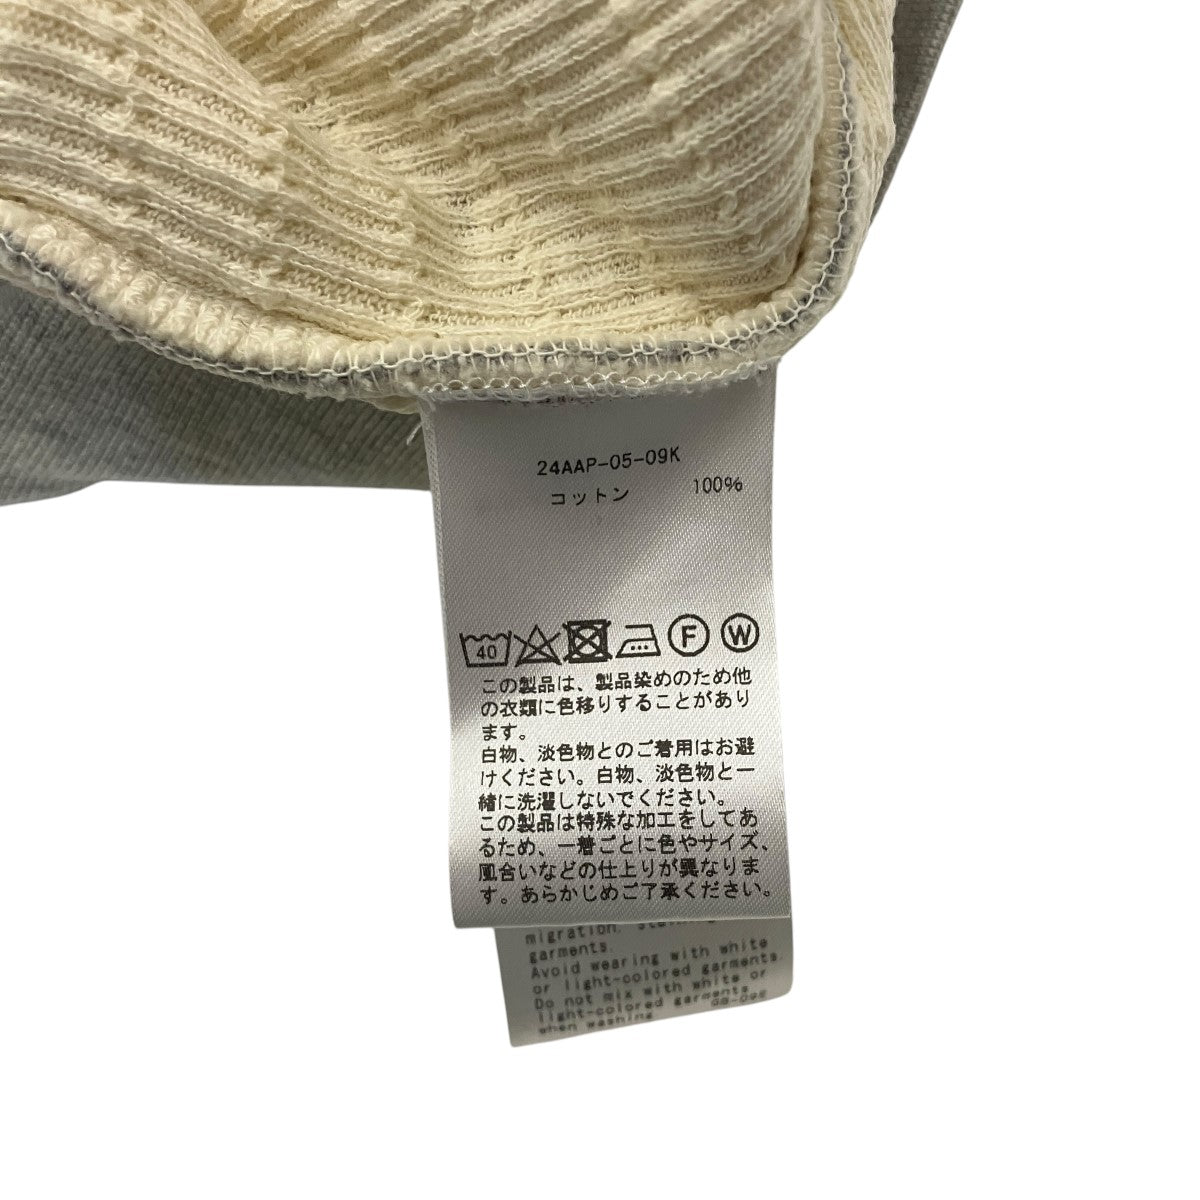 24AAP-05-09K
コットン 100%
40 F W
この製品は、製品染めのため他
の衣類に色移りすることがあり
ます。
白物、淡色物とのご着用はお避
けください。白物、淡色物と一
緒に洗濯しないでください。
この製品は特殊な加工をしてあ
るため、一着ごとに色やサイズ、
風合いなどの仕上りが異なりま
す。あらかじめご了承ください。
migration.
garments.
Avoid wearing with white
or light-colored garments.
Do not mix with white or
light-colored garments
when washing